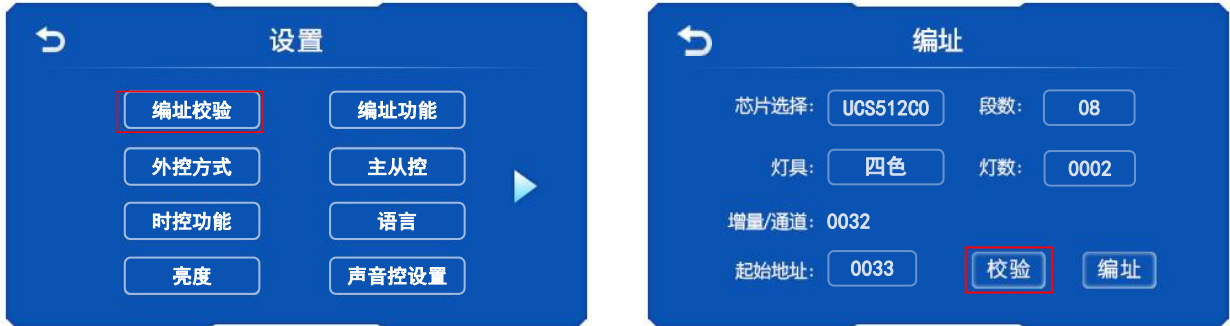 设置
编址校验 编址功能
外控方式 主从控
时控功能 语言
亮度 声音控设置
编址
芯片选择: UCS512C0 段数: 08
灯具: 四色 灯数: 0002
增量/通道: 0032
起始地址: 0033 校验 编址